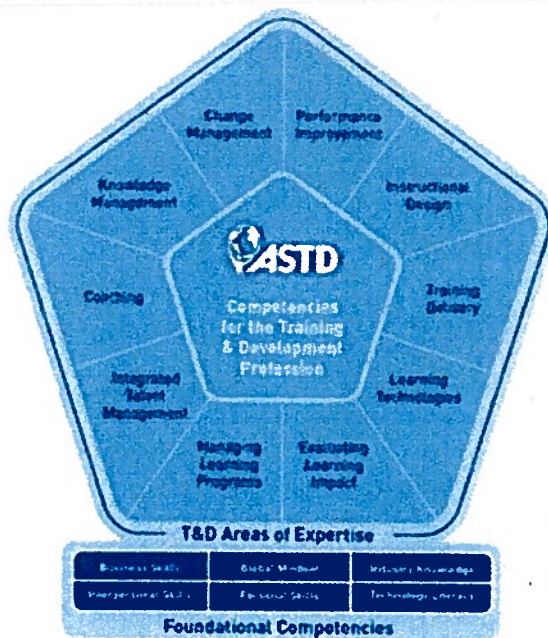 Change
Management
Performance
Improvement
Knowledge
Management
Instructional
Design
ASTD
Competencies
for the Training
& Development
Profession
Coaching
Training
Delivery
Integrated
Talent
Management
Learning
Technologies
Managing
Learning
Programs
Evaluating
Learning
Impact
T&D Areas of Expertise
Business Skills
Global Mindset
Industry Knowledge
Interpersonal Skills
Personal Skills
Technology Literacy
Foundational Competencies